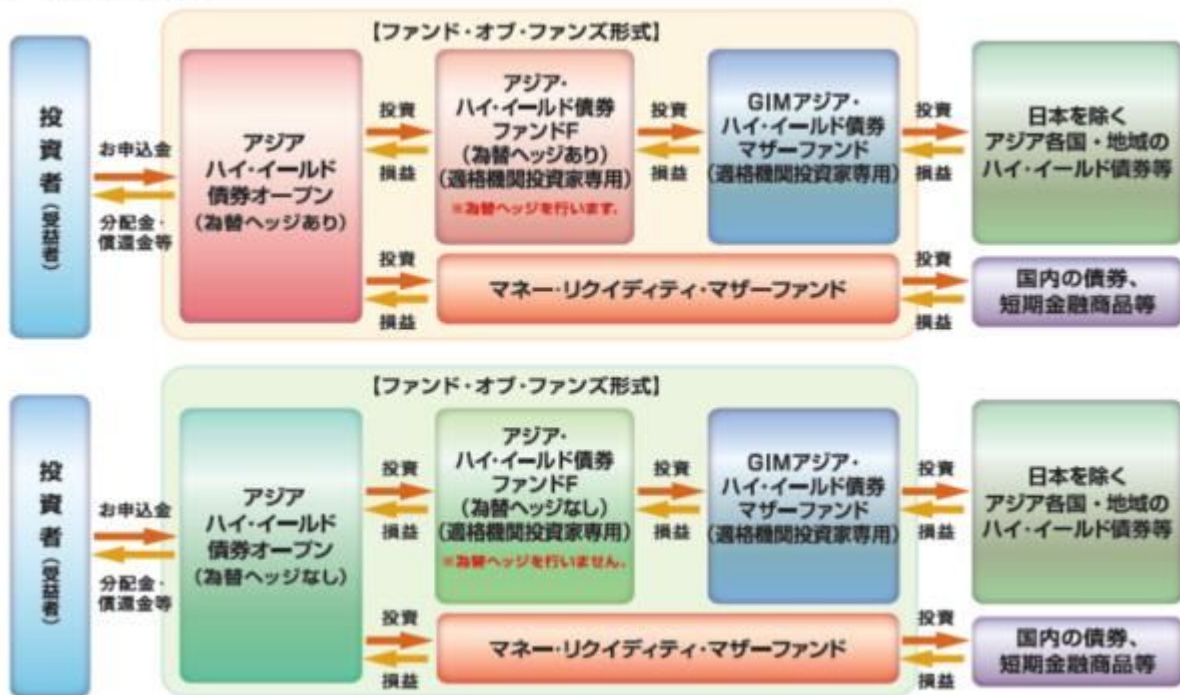 【ファンド・オブ・ファンズ形式】
投資者(受益者)
お申込金
分配金・
償還金等
アジア
ハイ・イールド
債券オープン
(為替ヘッジあり)
投資
損益
アジア・
ハイ・イールド債券
ファンドF
(為替ヘッジあり)
(適格機関投資家専用)
※為替ヘッジを行います。
投資
損益
GIMアジア・
ハイ・イールド債券
マザーファンド
(適格機関投資家専用)
投資
損益
日本を除く
アジア各国・地域の
ハイ・イールド債券等
投資
損益
マネー・リクイディティ・マザーファンド
投資
損益
国内の債券、
短期金融商品等
【ファンド・オブ・ファンズ形式】
投資者(受益者)
お申込金
分配金・
償還金等
アジア
ハイ・イールド
債券オープン
(為替ヘッジなし)
投資
損益
アジア・
ハイ・イールド債券
ファンドF
(為替ヘッジなし)
(適格機関投資家専用)
※為替ヘッジを行いません。
投資
損益
GIMアジア・
ハイ・イールド債券
マザーファンド
(適格機関投資家専用)
投資
損益
日本を除く
アジア各国・地域の
ハイ・イールド債券等
投資
損益
マネー・リクイディティ・マザーファンド
投資
損益
国内の債券、
短期金融商品等